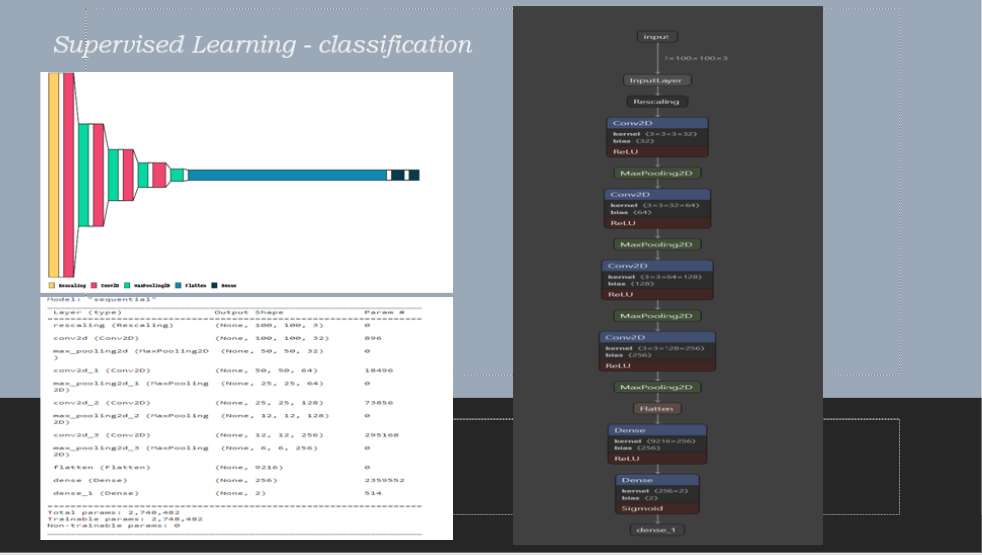 Supervised Learning - classification
Rescaling Conv2D MaxPooling2D Flatten Dense
Model: "sequential"
Layer (type) Output Shape Param #
rescaling (Rescaling) (None, 100, 100, 3) 0
conv2d (Conv2D) (None, 100, 100, 32) 896
max_pooling2d (MaxPooling2D (None, 50, 50, 32) 0
)
conv2d_1 (Conv2D) (None, 50, 50, 64) 18496
max_pooling2d_1 (MaxPooling (None, 25, 25, 64) 0
2D)
conv2d_2 (Conv2D) (None, 25, 25, 128) 73856
max_pooling2d_2 (MaxPooling (None, 12, 12, 128) 0
2D)
conv2d_3 (Conv2D) (None, 12, 12, 256) 295168
max_pooling2d_3 (MaxPooling (None, 6, 6, 256) 0
2D)
flatten (Flatten) (None, 9216) 0
dense (Dense) (None, 256) 2359552
dense_1 (Dense) (None, 2) 514
Total params: 2,748,482
Trainable params: 2,748,482
Non-trainable params: 0
input
?×100×100×3
InputLayer
Rescaling
Conv2D
kernel ⟨3×3×3×32⟩
bias ⟨32⟩
ReLU
MaxPooling2D
Conv2D
kernel ⟨3×3×32×64⟩
bias ⟨64⟩
ReLU
MaxPooling2D
Conv2D
kernel ⟨3×3×64×128⟩
bias ⟨128⟩
ReLU
MaxPooling2D
Conv2D
kernel ⟨3×3×128×256⟩
bias ⟨256⟩
ReLU
MaxPooling2D
Flatten
Dense
kernel ⟨9216×256⟩
bias ⟨256⟩
ReLU
Dense
kernel ⟨256×2⟩
bias ⟨2⟩
Sigmoid
dense_1